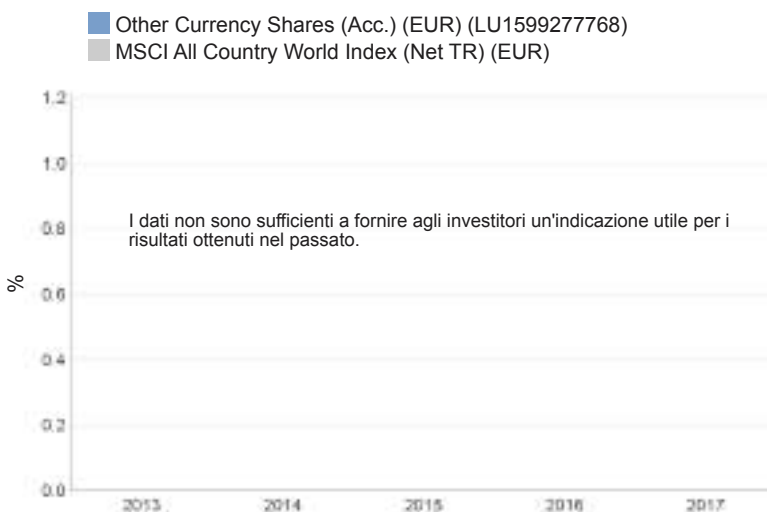 Other Currency Shares (Acc.) (EUR) (LU1599277768)
MSCI All Country World Index (Net TR) (EUR)
1.2
1.0
I dati non sono sufficienti a fornire agli investitori un'indicazione utile per i
0.8
risultati ottenuti nel passato.
%
0.6
0.4
0.2
0.0
2013 2014 2015 2016 2017